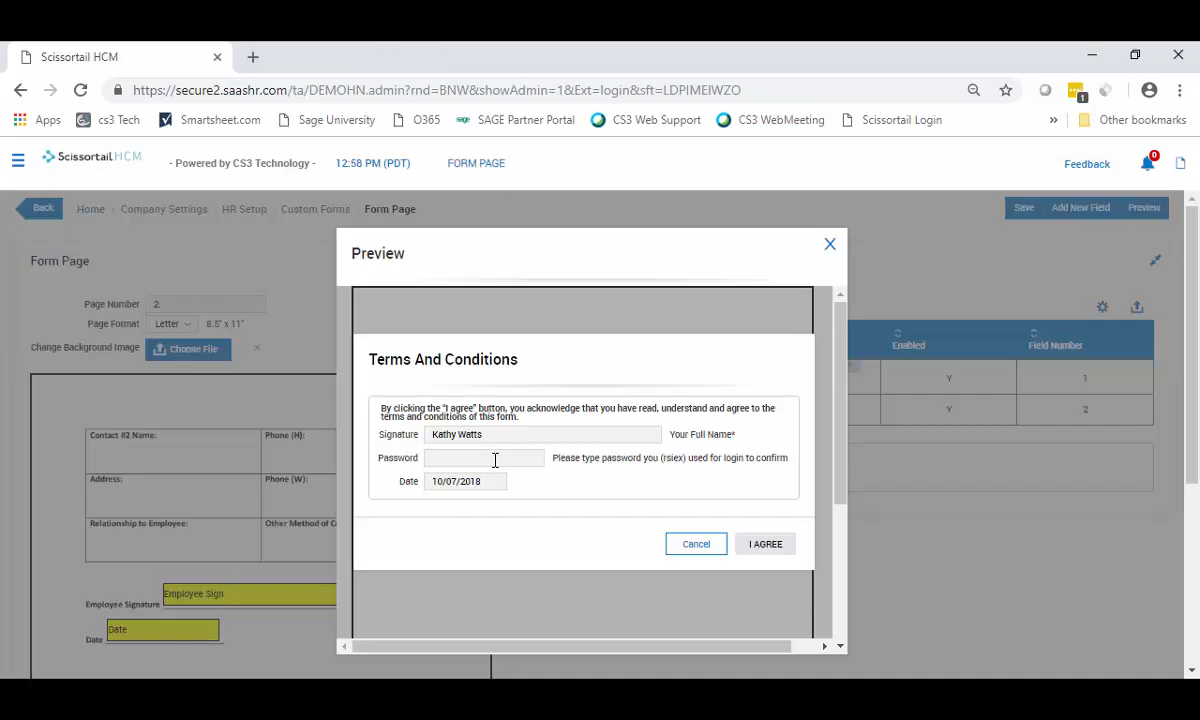 Scissortail HCM
https://secure2.saashr.com/ta/DEMOHN.admin?rnd=BNW&showAdmin=1&Ext=login&sft=LDPIMEIWZO
1
Apps cs3 Tech Smartsheet.com Sage University O365 SAGE Partner Portal CS3 Web Support CS3 WebMeeting Scissortail Login » Other bookmarks
Scissortail HCM - Powered by CS3 Technology - 12:58 PM (PDT) FORM PAGE Feedback 0
Back Home Company Settings HR Setup Custom Forms Form Page Save Add New Field Preview
Preview X
Form Page
Page Number 2
Page Format Letter 8.5" x 11"
Change Background Image Choose File ×
Enabled Field Number
Y 1
Y 2
Terms And Conditions
By clicking the "I agree" button, you acknowledge that you have read, understand and agree to the
terms and conditions of this form.
Signature Kathy Watts Your Full Name*
Password Please type password you (rsiex) used for login to confirm
Date 10/07/2018
Cancel I AGREE
Contact #2 Name: Phone (H):
Address: Phone (W):
Relationship to Employee: Other Method of C
Employee Signature Employee Sign
Date Date